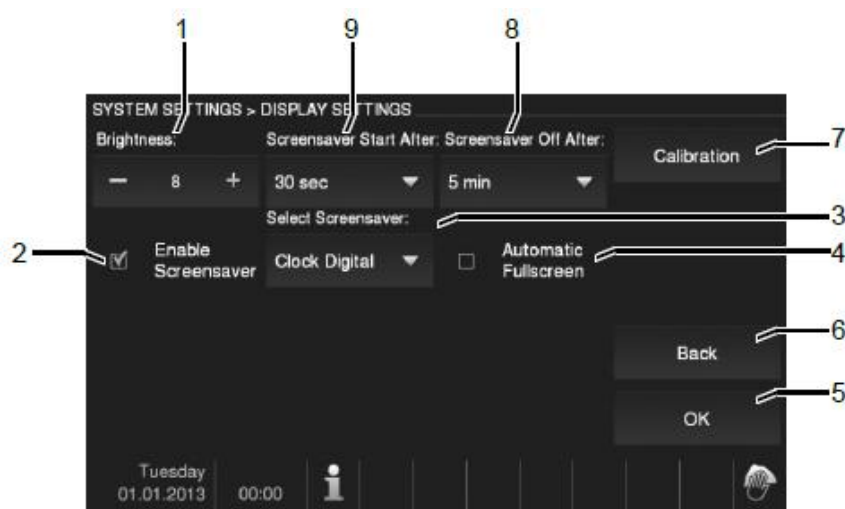 1 9 8
SYSTEM SETTINGS > DISPLAY SETTINGS
Brightness: Screensaver Start After: Screensaver Off After:
Calibration 7
— 8 + 30 sec 5 min
Select Screensaver: 3
2 Enable Screensaver Clock Digital Automatic Fullscreen 4
Back 6
OK 5
Tuesday
01.01.2013 00:00 i